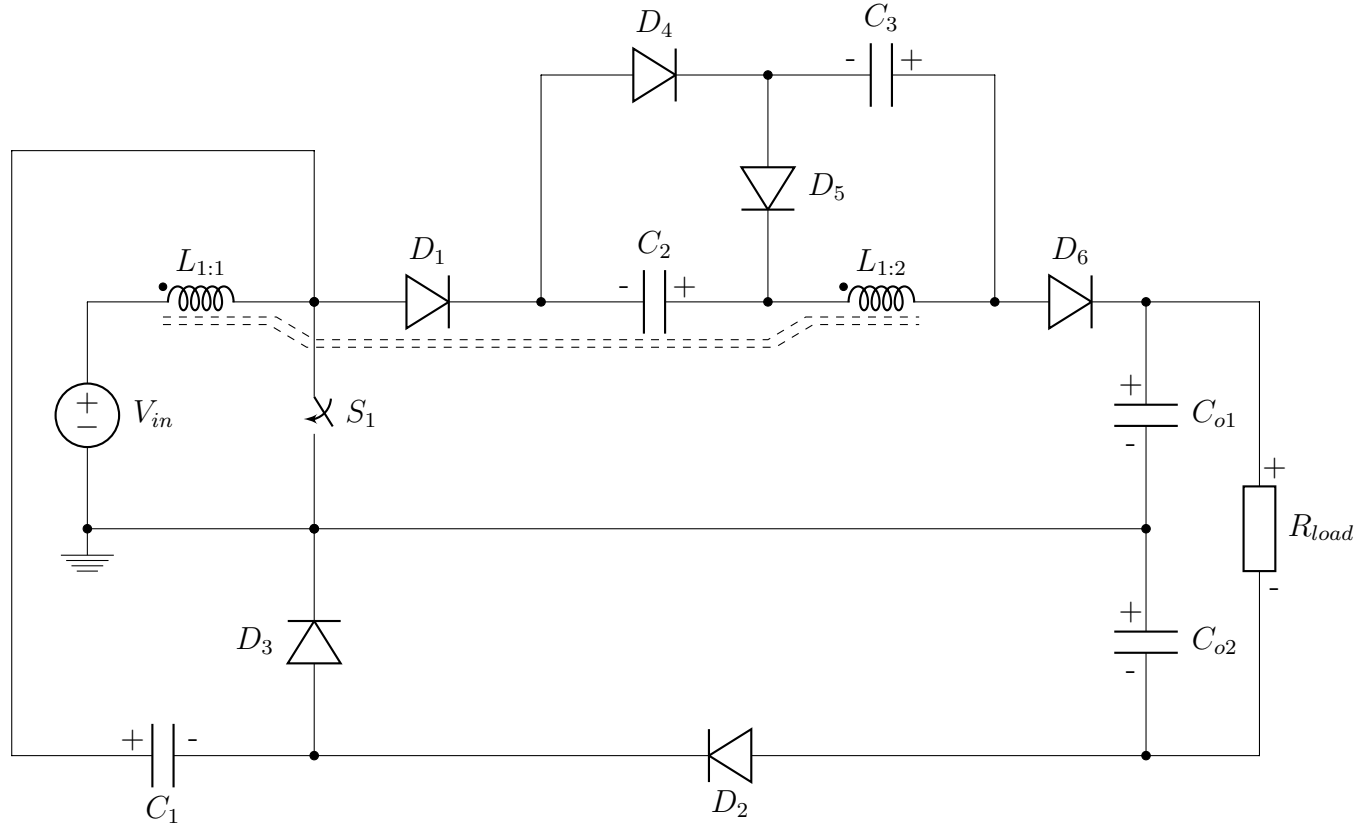 D4
C3
- +
D5
L1:1
D1
C2
- +
L1:2
D6
+
−
Vin
S1
+
Co1
-
+
Rload
-
D3
+
Co2
-
+ -
C1
D2